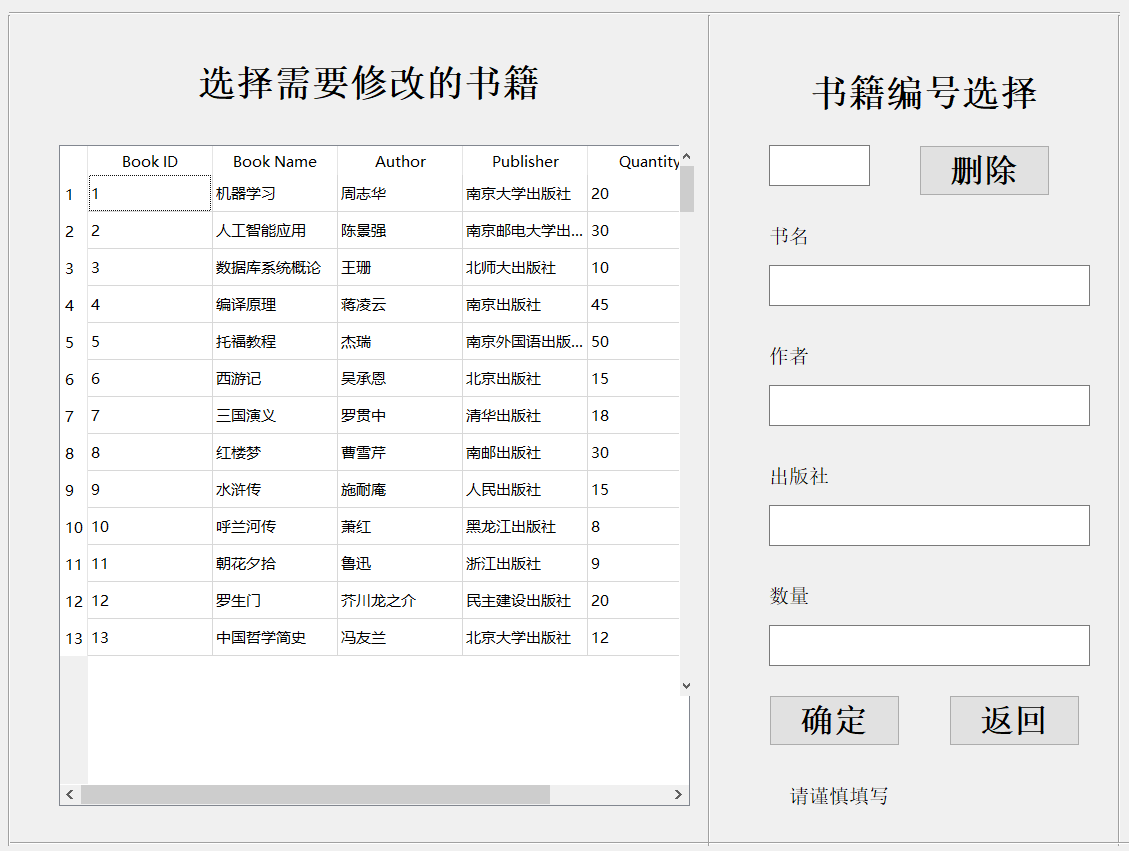 选择需要修改的书籍
Book ID Book Name Author Publisher Quantity
1 1 机器学习 周志华 南京大学出版社 20
2 2 人工智能应用 陈景强 南京邮电大学出... 30
3 3 数据库系统概论 王珊 北师大出版社 10
4 4 编译原理 蒋凌云 南京出版社 45
5 5 托福教程 杰瑞 南京外国语出版... 50
6 6 西游记 吴承恩 北京出版社 15
7 7 三国演义 罗贯中 清华出版社 18
8 8 红楼梦 曹雪芹 南邮出版社 30
9 9 水浒传 施耐庵 人民出版社 15
10 10 呼兰河传 萧红 黑龙江出版社 8
11 11 朝花夕拾 鲁迅 浙江出版社 9
12 12 罗生门 芥川龙之介 民主建设出版社 20
13 13 中国哲学简史 冯友兰 北京大学出版社 12
书籍编号选择
删除
书名
作者
出版社
数量
确定 返回
请谨慎填写